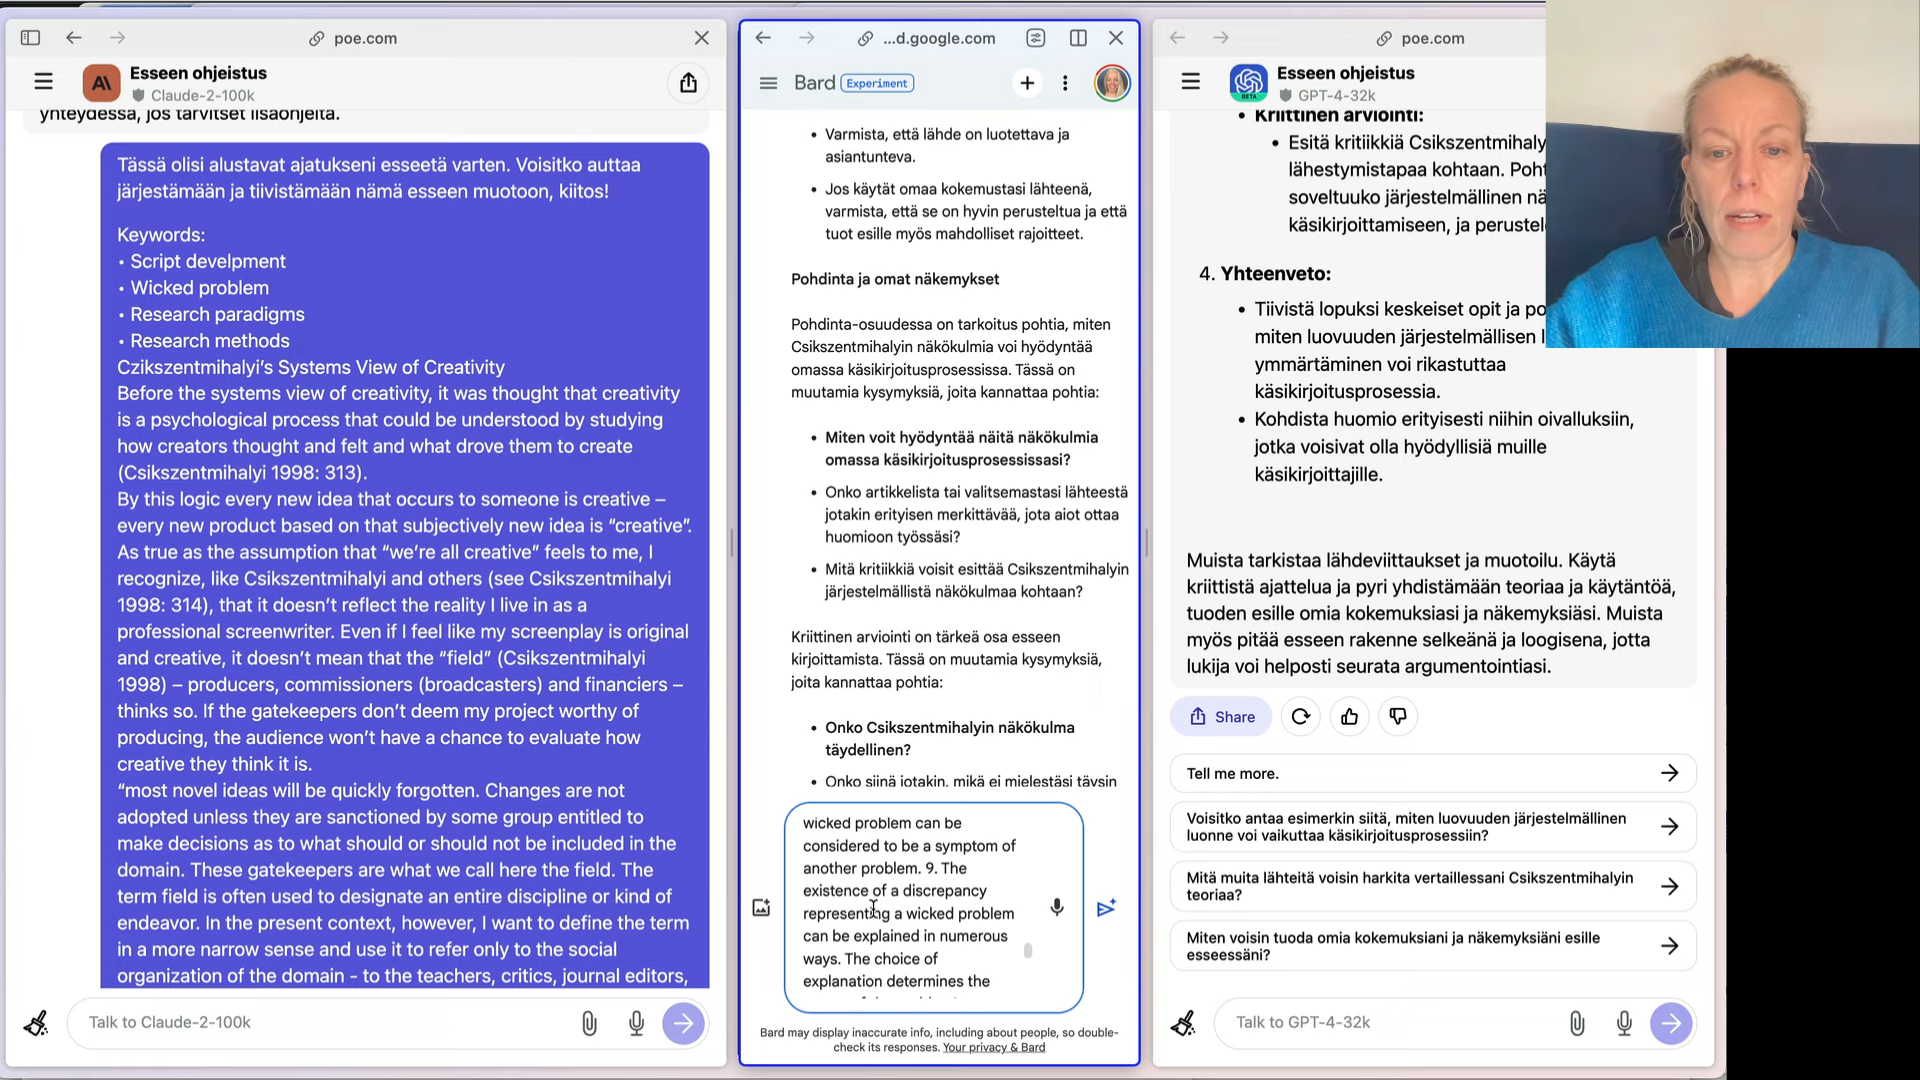 poe.com
Esseen ohjeistus
Claude-2-100k
yhteydessä, jos tarvitset lisäohjeita.
Tässä olisi alustavat ajatukseni esseetä varten. Voisitko auttaa
järjestämään ja tiivistämään nämä esseen muotoon, kiitos!
Keywords:
• Script develpment
• Wicked problem
• Research paradigms
• Research methods
Czikszentmihalyi’s Systems View of Creativity
Before the systems view of creativity, it was thought that creativity
is a psychological process that could be understood by studying
how creators thought and felt and what drove them to create
(Csikszentmihalyi 1998: 313).
By this logic every new idea that occurs to someone is creative –
every new product based on that subjectively new idea is “creative”.
As true as the assumption that “we’re all creative” feels to me, I
recognize, like Csikszentmihalyi and others (see Csikszentmihalyi
1998: 314), that it doesn’t reflect the reality I live in as a
professional screenwriter. Even if I feel like my screenplay is original
and creative, it doesn’t mean that the “field” (Csikszentmihalyi
1998) – producers, commissioners (broadcasters) and financiers –
thinks so. If the gatekeepers don’t deem my project worthy of
producing, the audience won’t have a chance to evaluate how
creative they think it is.
“most novel ideas will be quickly forgotten. Changes are not
adopted unless they are sanctioned by some group entitled to
make decisions as to what should or should not be included in the
domain. These gatekeepers are what we call here the field. The
term field is often used to designate an entire discipline or kind of
endeavor. In the present context, however, I want to define the term
in a more narrow sense and use it to refer only to the social
organization of the domain - to the teachers, critics, journal editors,
Talk to Claude-2-100k
...d.google.com
Bard Experiment
• Varmista, että lähde on luotettava ja
asiantunteva.
• Jos käytät omaa kokemustasi lähteenä,
varmista, että se on hyvin perusteltua ja että
tuot esille myös mahdolliset rajoitteet.
Pohdinta ja omat näkemykset
Pohdinta-osuudessa on tarkoitus pohtia, miten
Csikszentmihalyin näkökulmia voi hyödyntää
omassa käsikirjoitusprosessissa. Tässä on
muutamia kysymyksiä, joita kannattaa pohtia:
• Miten voit hyödyntää näitä näkökulmia
omassa käsikirjoitusprosessissasi?
• Onko artikkelista tai valitsemastasi lähteestä
jotakin erityisen merkittävää, jota aiot ottaa
huomioon työssäsi?
• Mitä kritiikkiä voisit esittää Csikszentmihalyin
järjestelmällistä näkökulmaa kohtaan?
Kriittinen arviointi on tärkeä osa esseen
kirjoittamista. Tässä on muutamia kysymyksiä,
joita kannattaa pohtia:
• Onko Csikszentmihalyin näkökulma
täydellinen?
• Onko siinä jotakin, mikä ei mielestäsi täysin
wicked problem can be
considered to be a symptom of
another problem. 9. The
existence of a discrepancy
representing a wicked problem
can be explained in numerous
ways. The choice of
explanation determines the
Bard may display inaccurate info, including about people, so double-
check its responses. Your privacy & Bard
poe.com
Esseen ohjeistus
GPT-4-32k
BETA
• Kriittinen arviointi:
• Esitä kritiikkiä Csikszentmihaly
lähestymistapaa kohtaan. Poht
soveltuuko järjestelmällinen nä
käsikirjoittamiseen, ja perustel
4. Yhteenveto:
• Tiivistä lopuksi keskeiset opit ja po
miten luovuuden järjestelmällisen l
ymmärtäminen voi rikastuttaa
käsikirjoitusprosessia.
• Kohdista huomio erityisesti niihin oivalluksiin,
jotka voisivat olla hyödyllisiä muille
käsikirjoittajille.
Muista tarkistaa lähdeviittaukset ja muotoilu. Käytä
kriittistä ajattelua ja pyri yhdistämään teoriaa ja käytäntöä,
tuoden esille omia kokemuksiasi ja näkemyksiäsi. Muista
myös pitää esseen rakenne selkeänä ja loogisena, jotta
lukija voi helposti seurata argumentointiasi.
Share
Tell me more.
Voisitko antaa esimerkin siitä, miten luovuuden järjestelmällinen
luonne voi vaikuttaa käsikirjoitusprosessiin?
Mitä muita lähteitä voisin harkita vertaillessani Csikszentmihalyin
teoriaa?
Miten voisin tuoda omia kokemuksiani ja näkemyksiäni esille
esseessäni?
Talk to GPT-4-32k